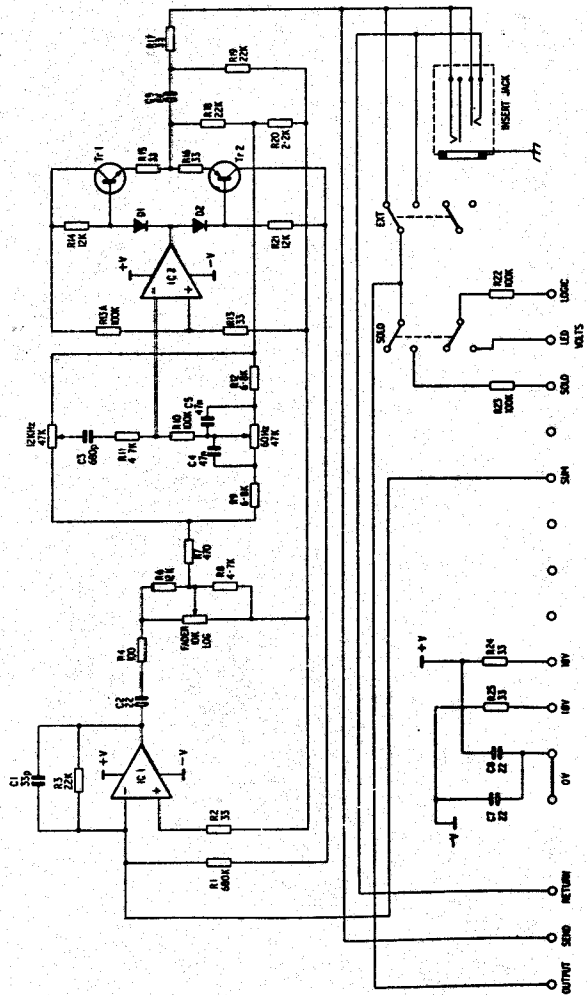 C1
33p
R3
22K
+V
IC1
-V
R2
33
R1
680K
C2
22
R4
100
FADER
10K
LOG
R6
12K
R8
4·7K
R7
470
12KHz
47K
C3
680p
R11
4·7K
R10
100K
C5
47n
C4
47n
R9
6·8K
60Hz
47K
R12
6·8K
R13A
100K
R13
33
+V
-V
R14
12K
D1
D2
R21
12K
Tr1
R15
33
R16
33
Tr2
R17
33
R18
22K
R19
22K
R20
2·2K
INSERT JACK
EXT
SOLO
R22
100K
R23
100K
LOGIC
LED
VOLTS
SOLO
SUM
+V
R24
33
R25
33
18V
18V
C8
22
C7
22
-V
0V
RETURN
SEND
OUTPUT